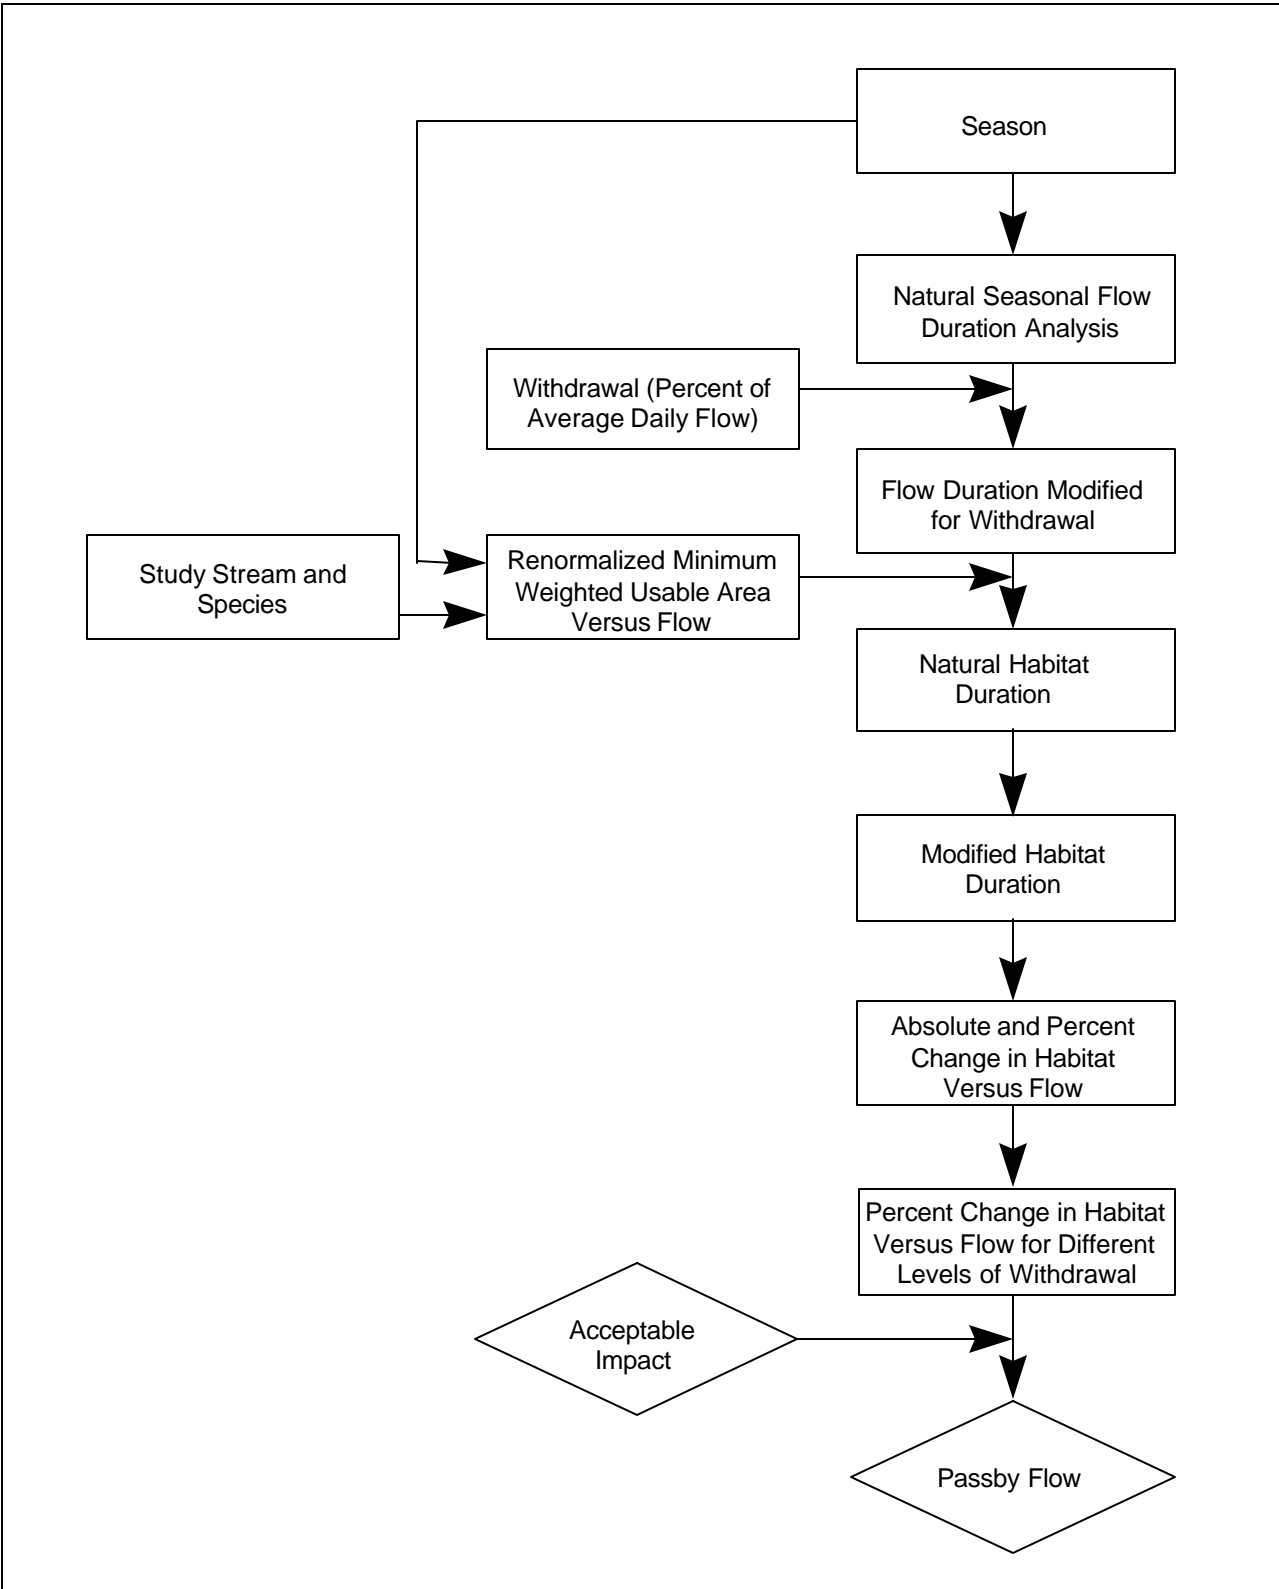 Season
Natural Seasonal Flow
Duration Analysis
Withdrawal (Percent of
Average Daily Flow)
Flow Duration Modified
for Withdrawal
Study Stream and
Species
Renormalized Minimum
Weighted Usable Area
Versus Flow
Natural Habitat
Duration
Modified Habitat
Duration
Absolute and Percent
Change in Habitat
Versus Flow
Percent Change in Habitat
Versus Flow for Different
Levels of Withdrawal
Acceptable
Impact
Passby Flow